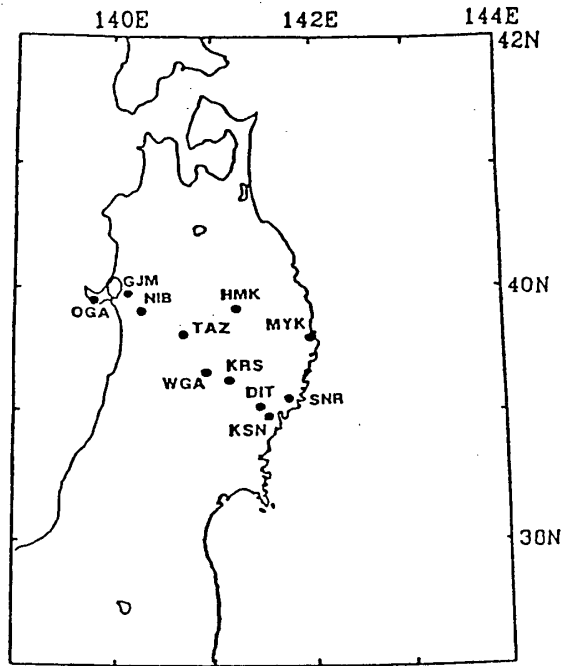 140E 142E 144E
42N
GJM
40N
OGA
NIB
HMK
TAZ
MYK
WGA
KRS
DIT
SNR
KSN
38N